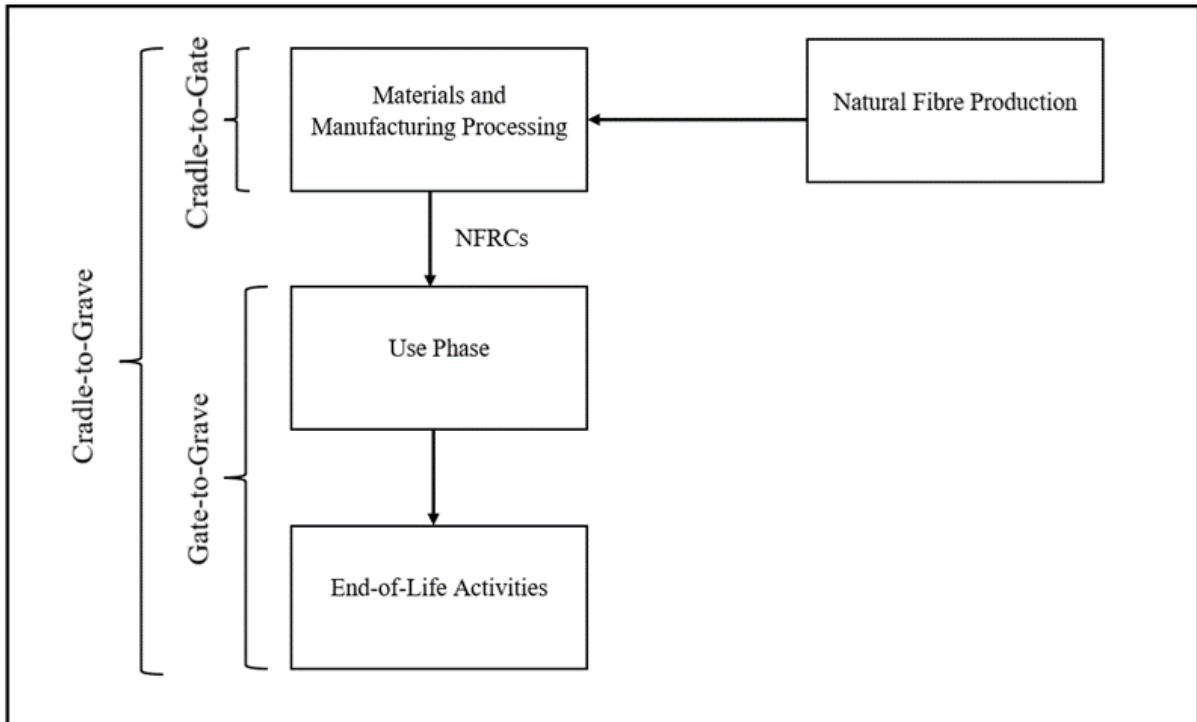 Cradle-to-Grave
Cradle-to-Gate
Gate-to-Grave
Materials and
Manufacturing Processing
Natural Fibre Production
NFRCs
Use Phase
End-of-Life Activities